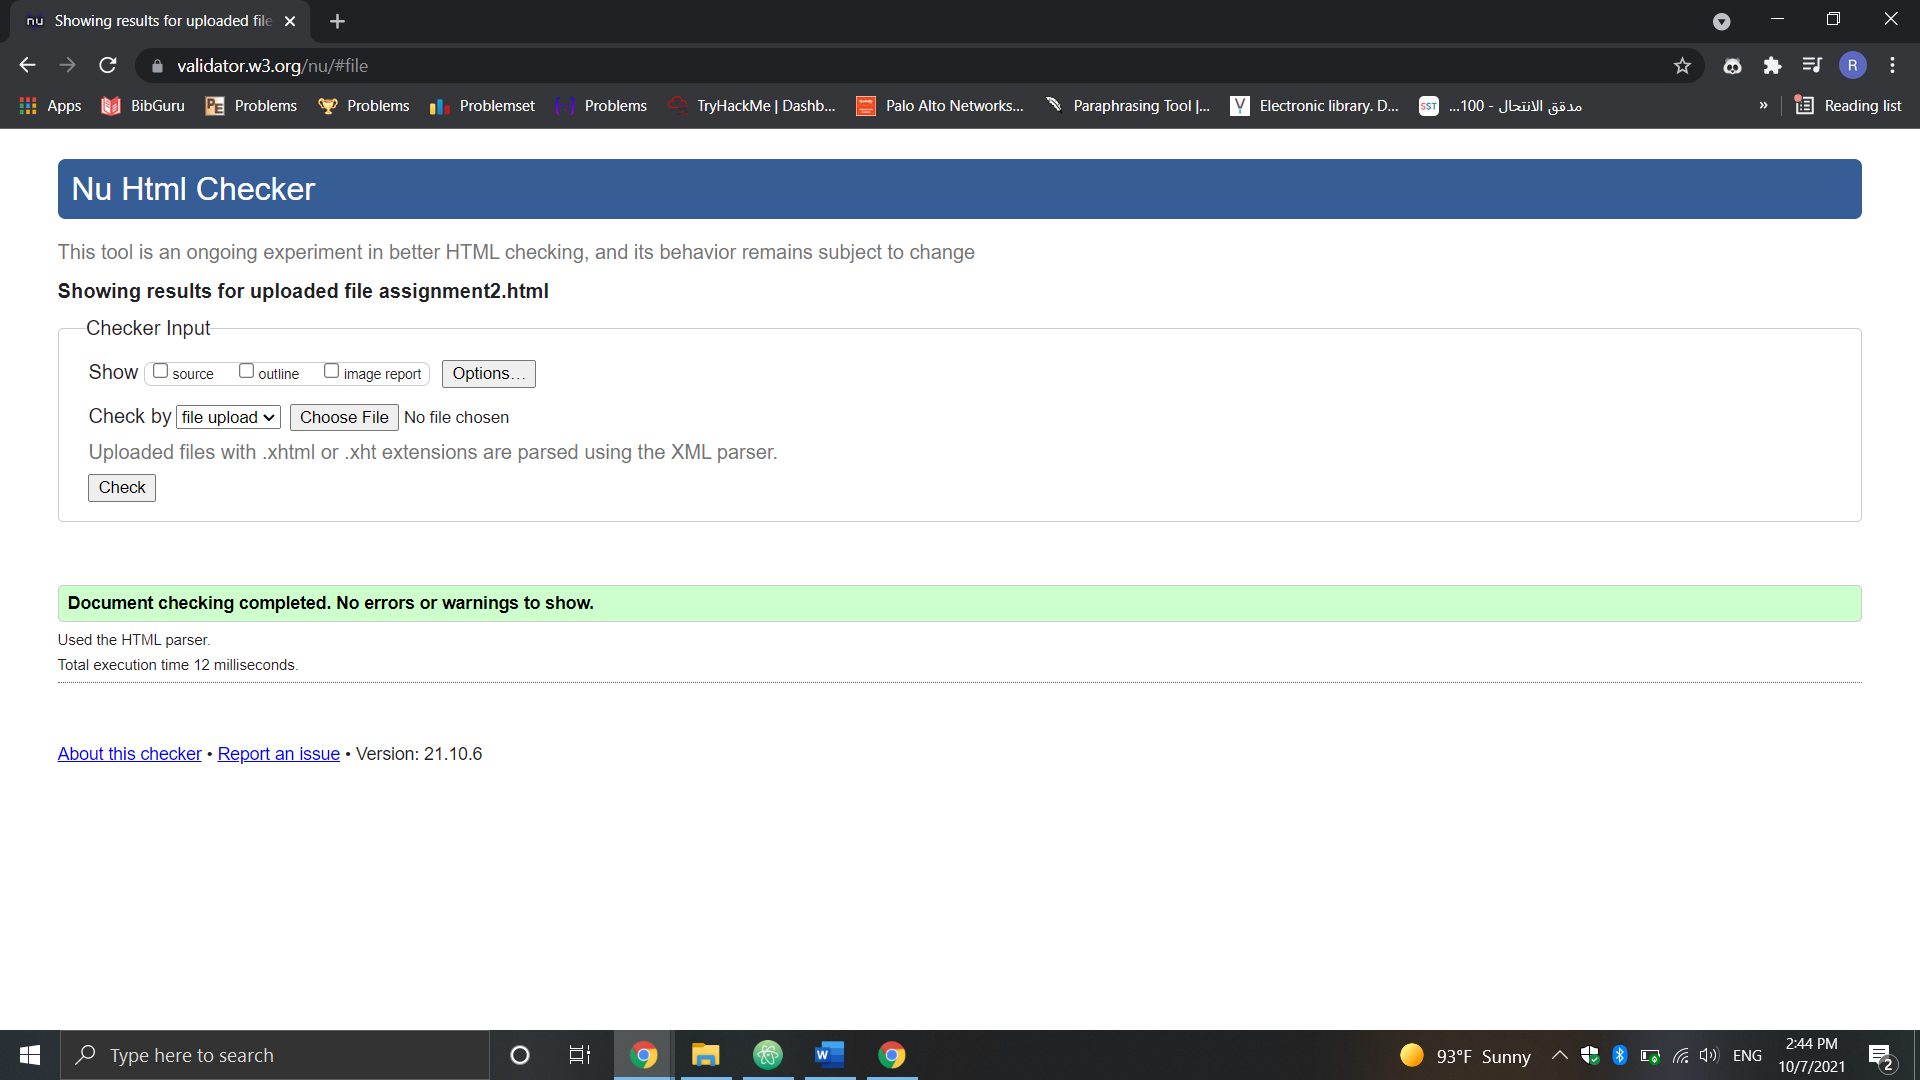 nu Showing results for uploaded file
validator.w3.org/nu/#file
R
Apps BibGuru PE Problems Problems Problemset Problems TryHackMe | Dashb... Palo Alto Networks... Paraphrasing Tool |... Electronic library. D... SST مدقق الانتحال - 100... » Reading list
Nu Html Checker
This tool is an ongoing experiment in better HTML checking, and its behavior remains subject to change
Showing results for uploaded file assignment2.html
Checker Input
Show source outline image report Options...
Check by file upload Choose File No file chosen
Uploaded files with .xhtml or .xht extensions are parsed using the XML parser.
Check
Document checking completed. No errors or warnings to show.
Used the HTML parser.
Total execution time 12 milliseconds.
About this checker • Report an issue • Version: 21.10.6
Type here to search
93°F Sunny
ENG
2:44 PM
10/7/2021
2